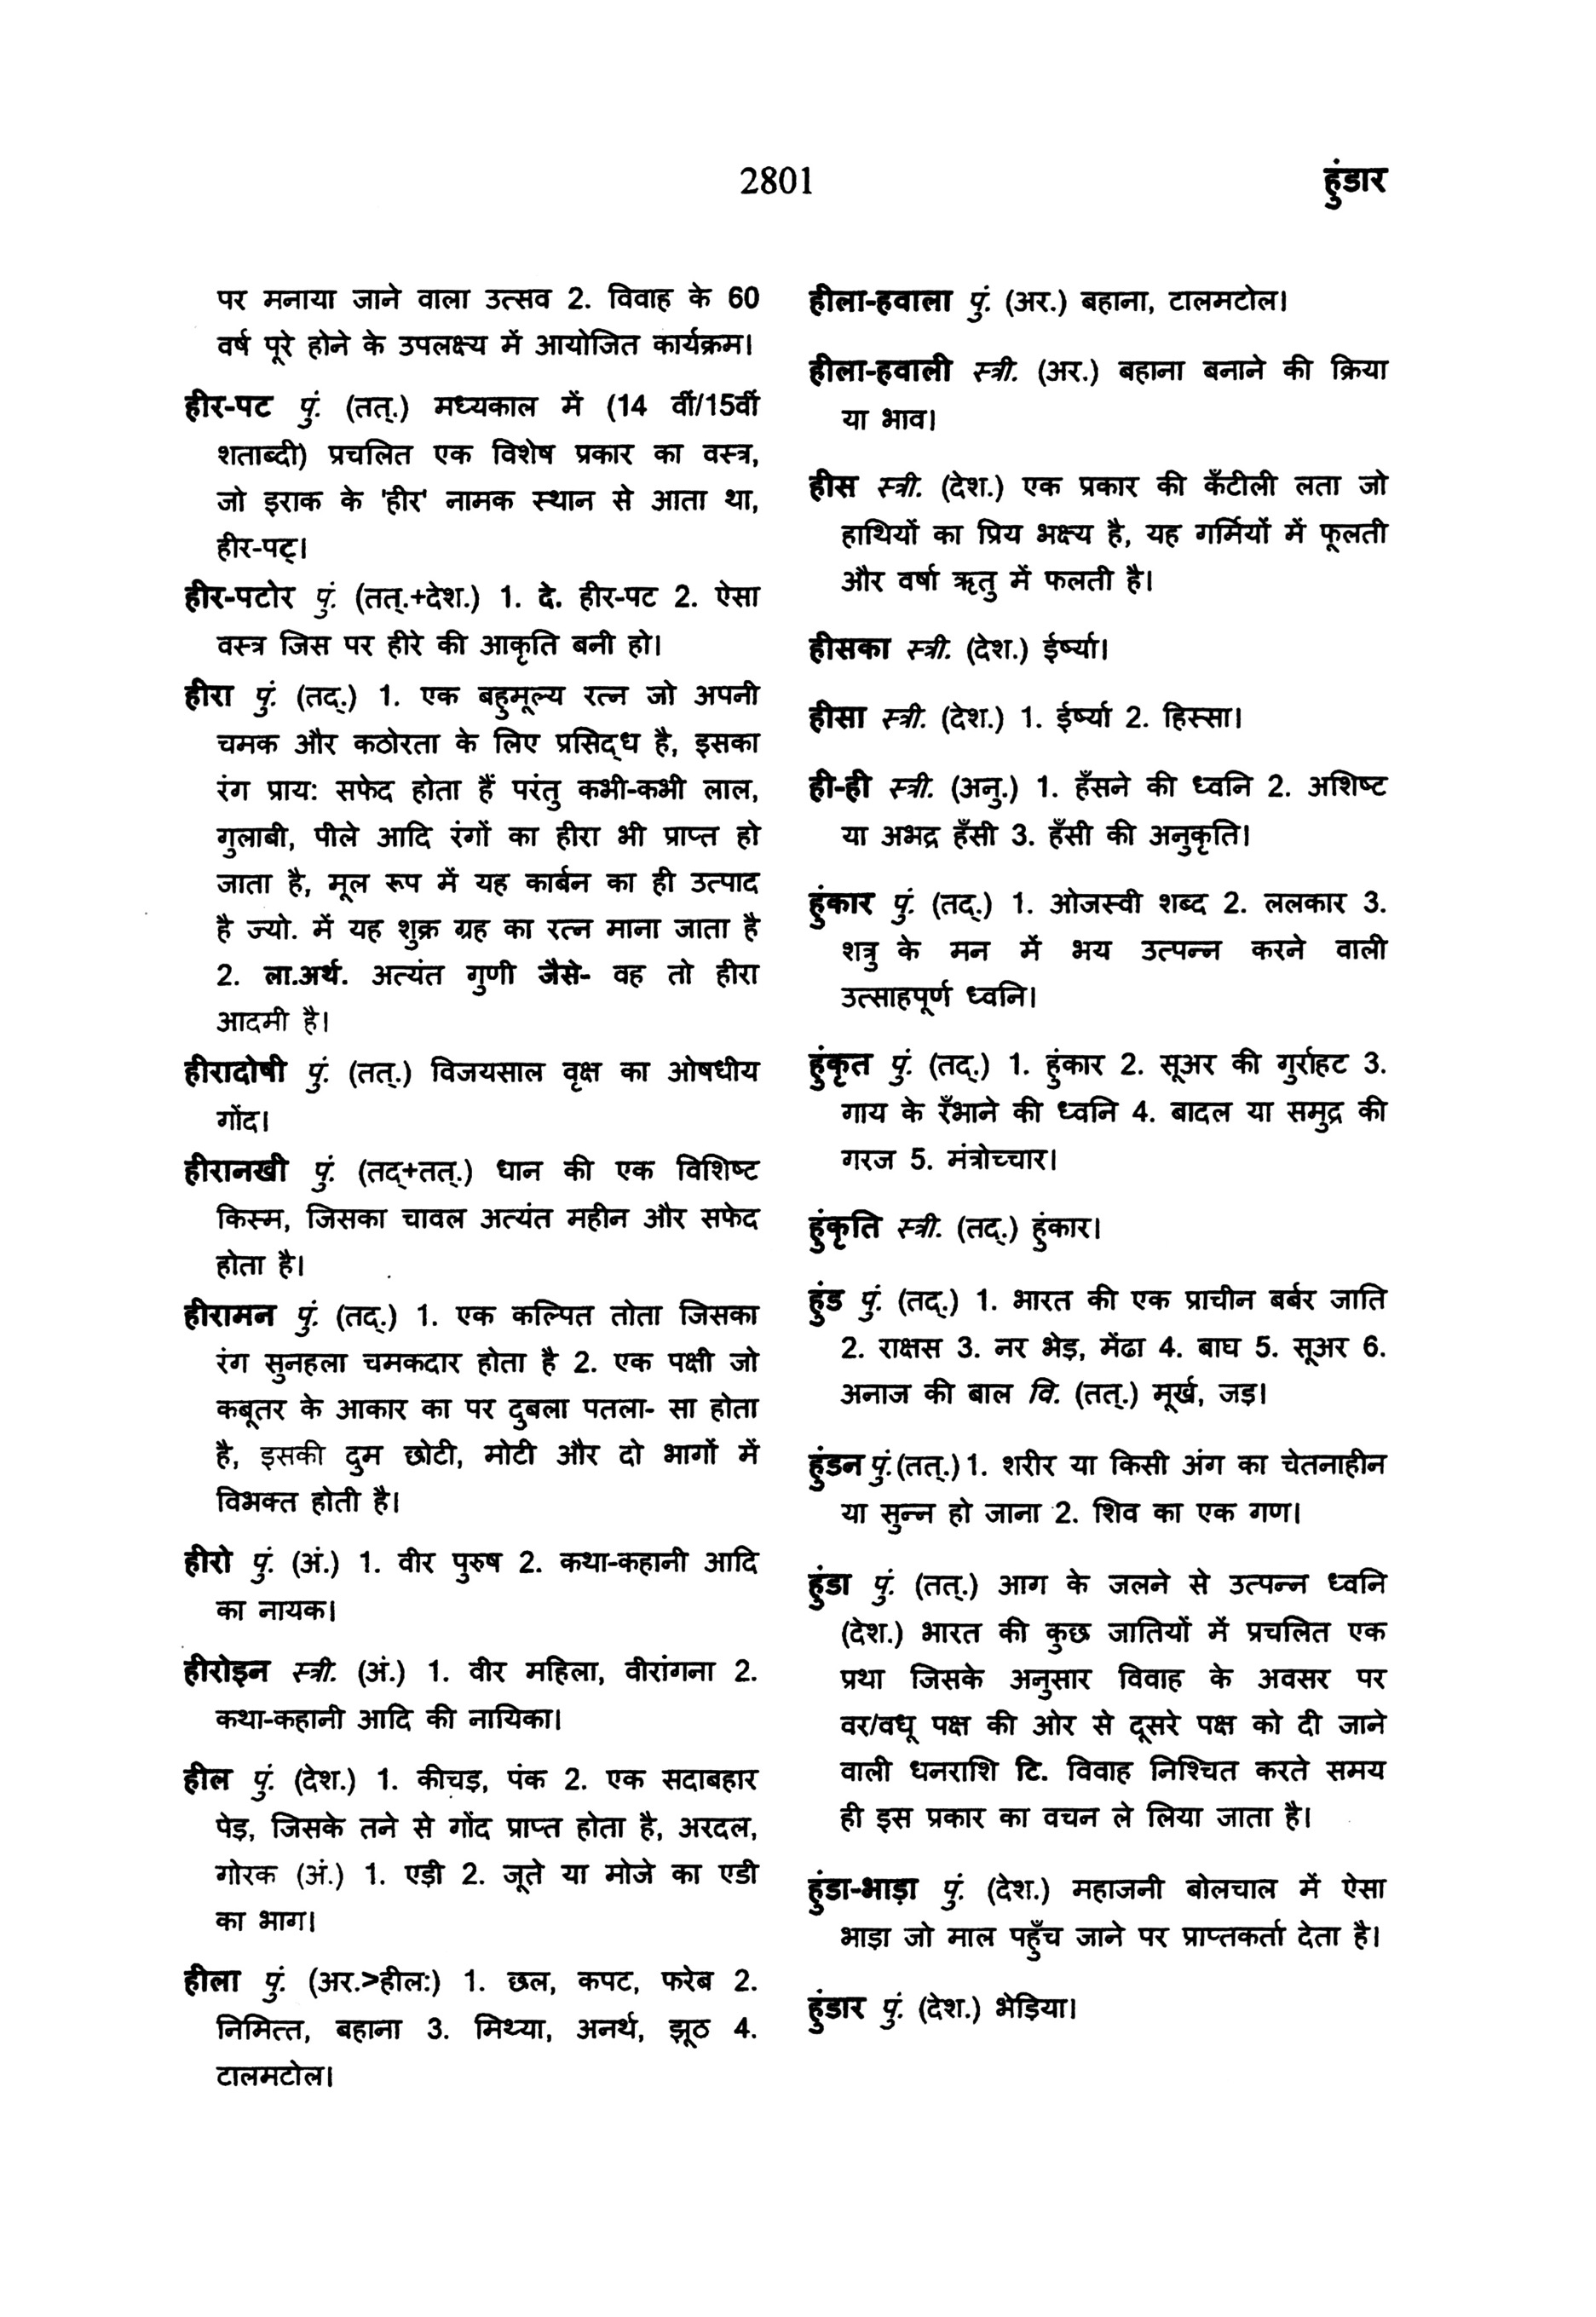 2801
हुंडार
पर मनाया जाने वाला उत्सव 2. विवाह के 60
वर्ष पूरे होने के उपलक्ष्य में आयोजित कार्यक्रम।
हीर-पट पुं. (तत्.) मध्यकाल में (14 वीं/15वीं
शताब्दी) प्रचलित एक विशेष प्रकार का वस्त्र,
जो इराक के 'हीर' नामक स्थान से आता था,
हीर-पट्।
हीर-पटोर पुं. (तत्.+देश.) 1. दे. हीर-पट 2. ऐसा
वस्त्र जिस पर हीरे की आकृति बनी हो।
हीरा पुं. (तद्.) 1. एक बहुमूल्य रत्न जो अपनी
चमक और कठोरता के लिए प्रसिद्ध है, इसका
रंग प्राय: सफेद होता हैं परंतु कभी-कभी लाल,
गुलाबी, पीले आदि रंगों का हीरा भी प्राप्त हो
जाता है, मूल रूप में यह कार्बन का ही उत्पाद
है ज्यो. में यह शुक्र ग्रह का रत्न माना जाता है
2. ला.अर्थ. अत्यंत गुणी जैसे- वह तो हीरा
आदमी है।
हीरादोषी पुं. (तत्.) विजयसाल वृक्ष का ओषधीय
गोंद।
हीरानखी पुं. (तद्+तत्.) धान की एक विशिष्ट
किस्म, जिसका चावल अत्यंत महीन और सफेद
होता है।
हीरामन पुं. (तद्.) 1. एक कल्पित तोता जिसका
रंग सुनहला चमकदार होता है 2. एक पक्षी जो
कबूतर के आकार का पर दुबला पतला- सा होता
है, इसकी दुम छोटी, मोटी और दो भागों में
विभक्त होती है।
हीरो पुं. (अं.) 1. वीर पुरुष 2. कथा-कहानी आदि
का नायक।
हीरोइन स्त्री. (अं.) 1. वीर महिला, वीरांगना 2.
कथा-कहानी आदि की नायिका।
हील पुं. (देश.) 1. कीचड़, पंक 2. एक सदाबहार
पेड़, जिसके तने से गोंद प्राप्त होता है, अरदल,
गोरक (अं.) 1. एड़ी 2. जूते या मोजे का एडी
का भाग।
हीला पुं. (अर.>हील:) 1. छल, कपट, फरेब 2.
निमित्त, बहाना 3. मिथ्या, अनर्थ, झूठ 4.
टालमटोल।
हीला-हवाला पुं. (अर.) बहाना, टालमटोल।
हीला-हवाली स्त्री. (अर.) बहाना बनाने की क्रिया
या भाव।
हीस स्त्री. (देश.) एक प्रकार की कँटीली लता जो
हाथियों का प्रिय भक्ष्य है, यह गर्मियों में फूलती
और वर्षा ऋतु में फलती है।
हीसका स्त्री. (देश.) ईर्ष्या।
हीसा स्त्री. (देश.) 1. ईर्ष्या 2. हिस्सा।
ही-ही स्त्री. (अनु.) 1. हँसने की ध्वनि 2. अशिष्ट
या अभद्र हँसी 3. हँसी की अनुकृति।
हुंकार पुं. (तद्.) 1. ओजस्वी शब्द 2. ललकार 3.
शत्रु के मन में भय उत्पन्न करने वाली
उत्साहपूर्ण ध्वनि।
हुंकृत पुं. (तद्.) 1. हुंकार 2. सूअर की गुर्राहट 3.
गाय के रँभाने की ध्वनि 4. बादल या समुद्र की
गरज 5. मंत्रोच्चार।
हुंकृति स्त्री. (तद्.) हुंकार।
हुंड पुं. (तद्.) 1. भारत की एक प्राचीन बर्बर जाति
2. राक्षस 3. नर भेड़, मेंढा 4. बाघ 5. सूअर 6.
अनाज की बाल वि. (तत्.) मूर्ख, जड़।
हुंडन पुं.(तत्.) 1. शरीर या किसी अंग का चेतनाहीन
या सुन्न हो जाना 2. शिव का एक गण।
हुंडा पुं. (तत्.) आग के जलने से उत्पन्न ध्वनि
(देश.) भारत की कुछ जातियों में प्रचलित एक
प्रथा जिसके अनुसार विवाह के अवसर पर
वर/वधू पक्ष की ओर से दूसरे पक्ष को दी जाने
वाली धनराशि टि. विवाह निश्चित करते समय
ही इस प्रकार का वचन ले लिया जाता है।
हुंडा-भाड़ा पुं. (देश.) महाजनी बोलचाल में ऐसा
भाड़ा जो माल पहुँच जाने पर प्राप्तकर्ता देता है।
हुंडार पुं. (देश.) भेड़िया।